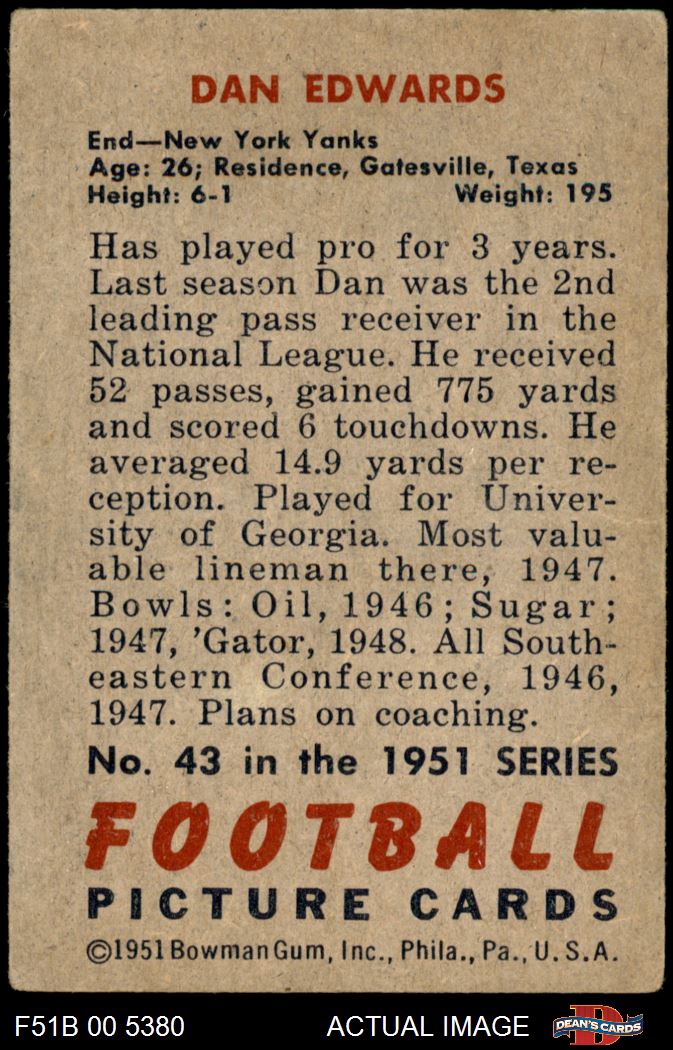 DAN EDWARDS
End—New York Yanks
Age: 26; Residence, Gatesville, Texas
Height: 6-1 Weight: 195
Has played pro for 3 years.
Last season Dan was the 2nd
leading pass receiver in the
National League. He received
52 passes, gained 775 yards
and scored 6 touchdowns. He
averaged 14.9 yards per re-
ception. Played for Univer-
sity of Georgia. Most valu-
able lineman there, 1947.
Bowls: Oil, 1946; Sugar;
1947, 'Gator, 1948. All South-
eastern Conference, 1946,
1947. Plans on coaching.
No. 43 in the 1951 SERIES
FOOTBALL
PICTURE CARDS
©1951 Bowman Gum, Inc., Phila., Pa., U.S.A.
F51B 00 5380 ACTUAL IMAGE D DEAN'S CARDS